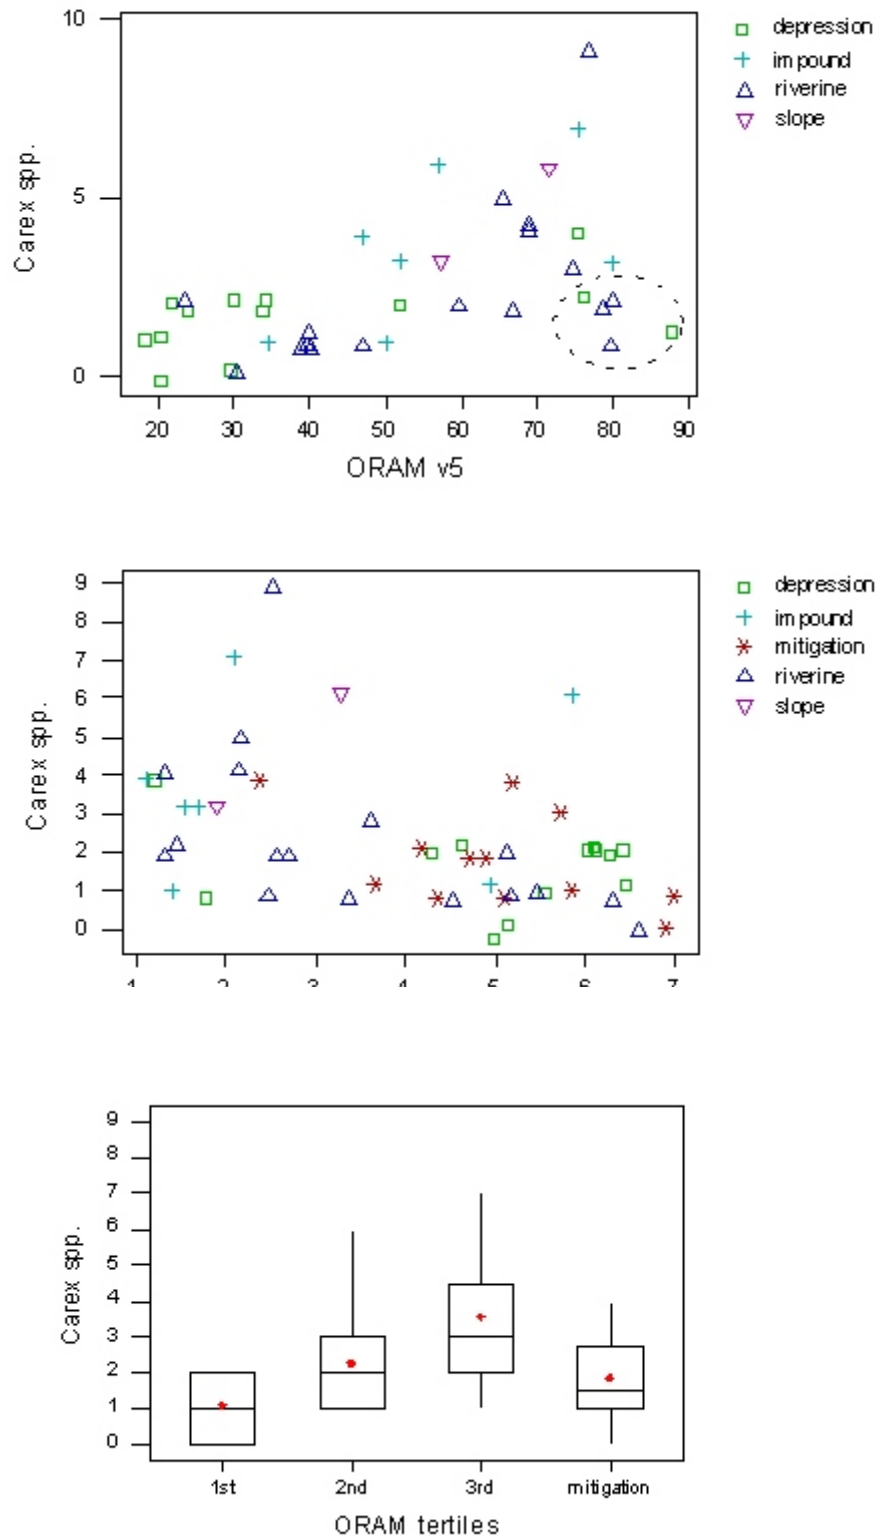 10
5
0
Carex spp.
20 30 40 50 60 70 80 90
ORAM v5
depression
impound
riverine
slope
9
8
7
6
5
4
3
2
1
0
Carex spp.
1 2 3 4 5 6 7
depression
impound
mitigation
riverine
slope
9
8
7
6
5
4
3
2
1
0
Carex spp.
1st 2nd 3rd mitigation
ORAM tertiles